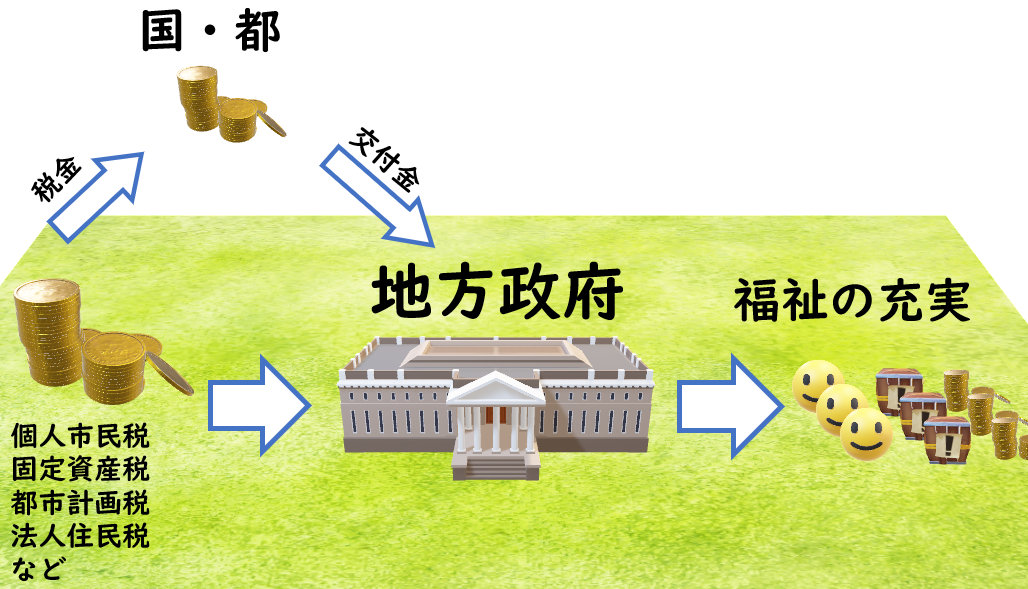 国・都
税金
交付金
地方政府
福祉の充実
個人市民税
固定資産税
都市計画税
法人住民税
など